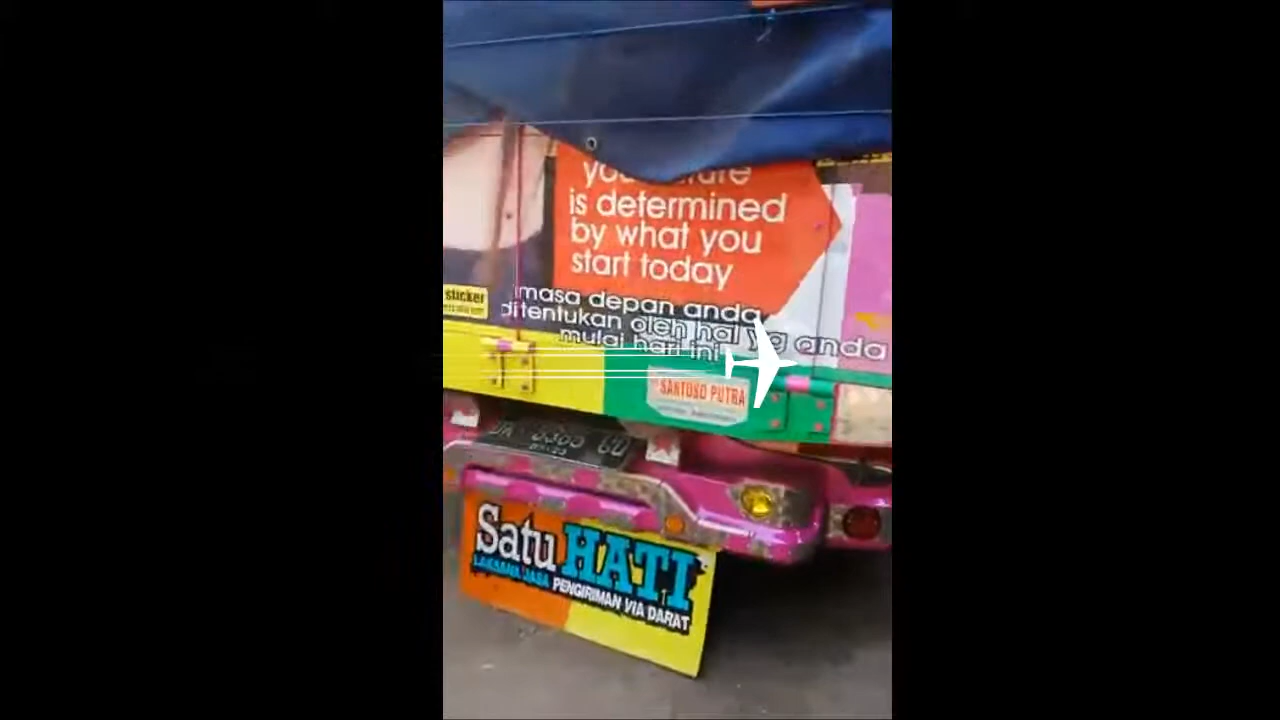 is determined
by what you
start today
masa depan anda
ditentukan oleh hal yg anda
mulai hari ini
sticker
SANTOSO PUTRA
Satu HATI
LAKSANA JASA PENGIRIMAN VIA DARAT